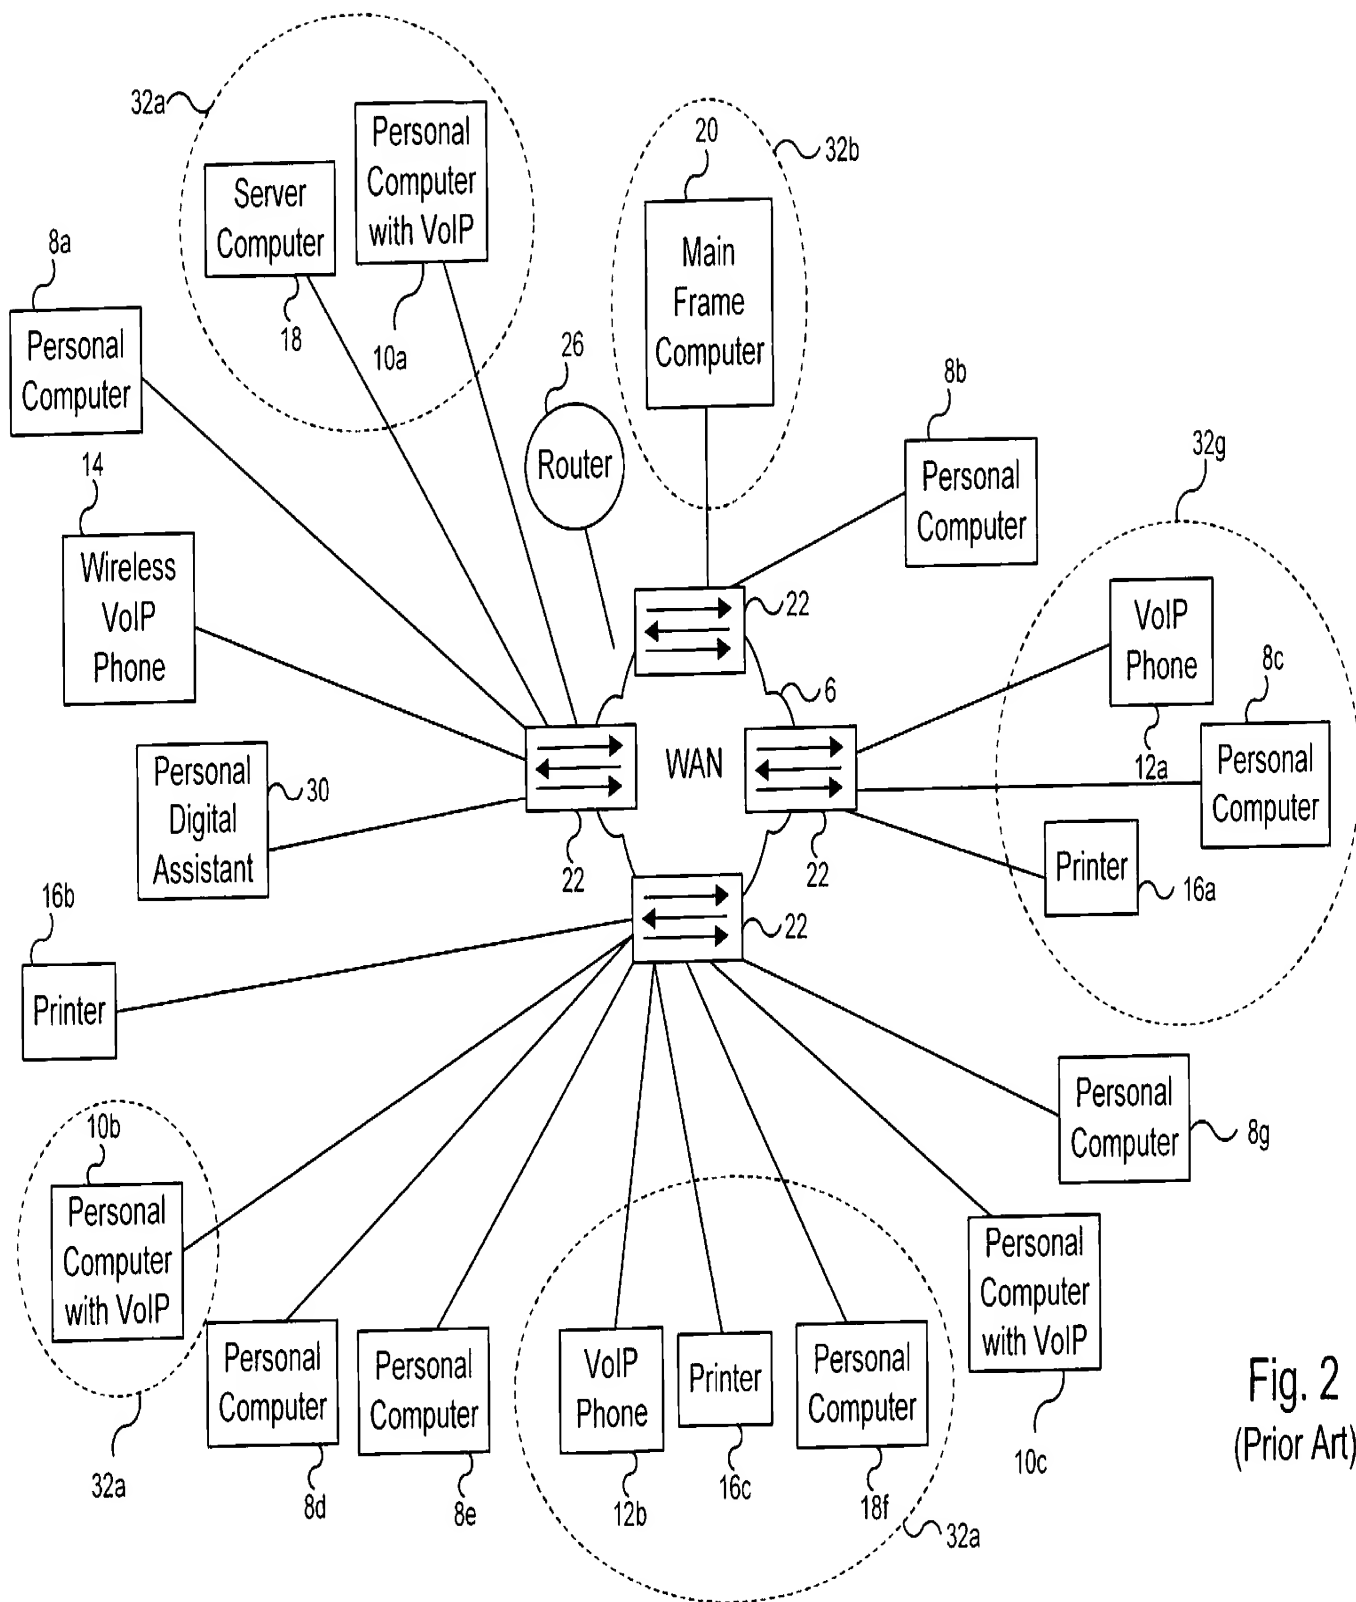 32a
Personal
Computer
with VoIP
10a
Server
Computer
18
20
32b
Main
Frame
Computer
8a
Personal
Computer
26
Router
8b
Personal
Computer
32g
14
Wireless
VoIP
Phone
22
6
VoIP
Phone
12a
8c
Personal
Computer
WAN
Personal
Digital
Assistant
30
22
22
Printer
16a
22
16b
Printer
Personal
Computer
8g
10b
Personal
Computer
with VoIP
32a
Personal
Computer
8d
Personal
Computer
8e
VoIP
Phone
12b
Printer
16c
Personal
Computer
18f
32a
Personal
Computer
with VoIP
10c
Fig. 2
(Prior Art)